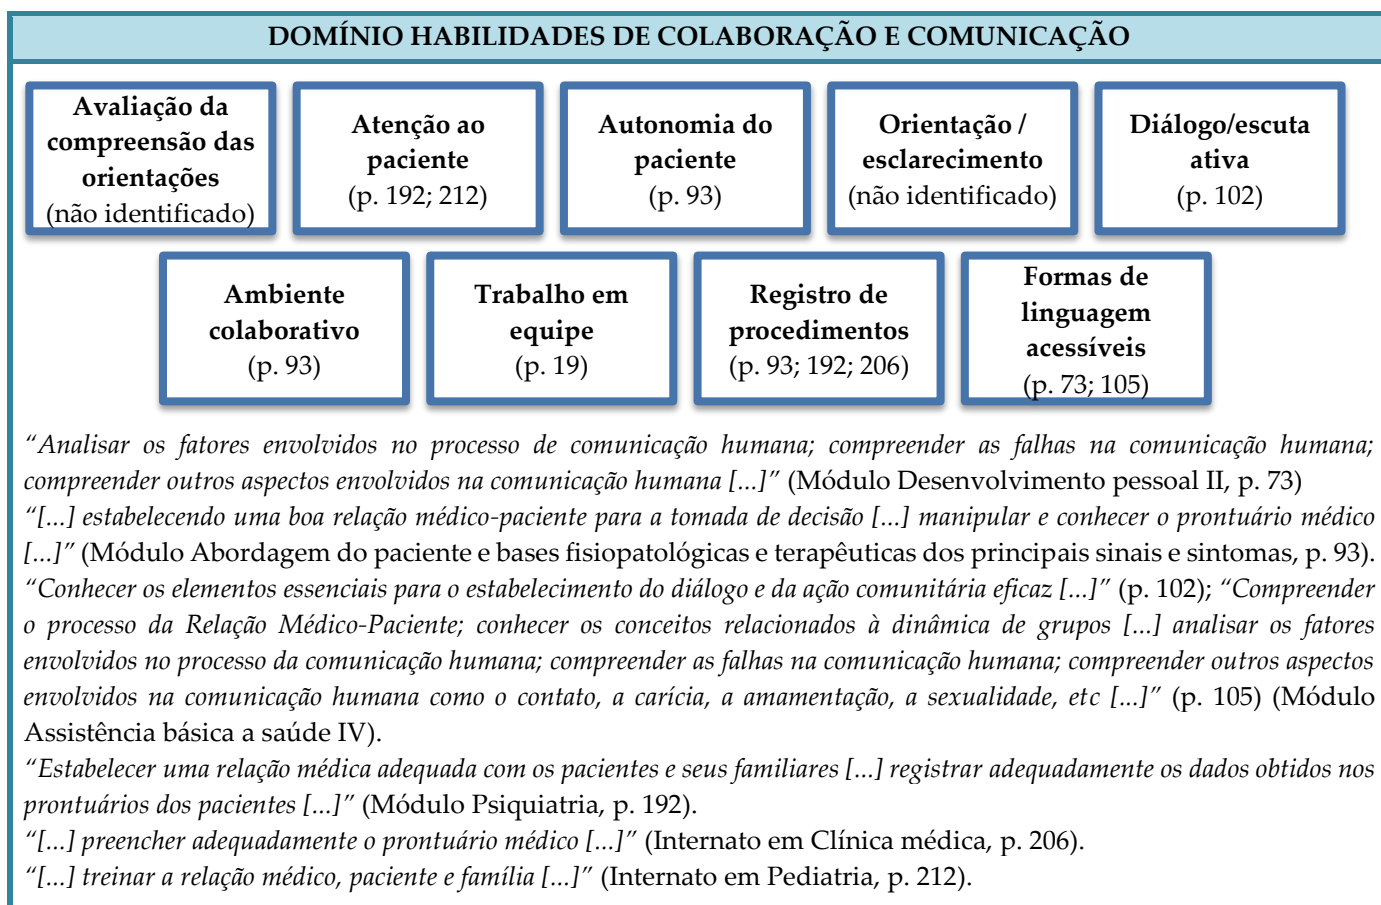 DOMÍNIO HABILIDADES DE COLABORAÇÃO E COMUNICAÇÃO
Avaliação da
compreensão das
orientações
(não identificado)
Atenção ao
paciente
(p. 192; 212)
Autonomia do
paciente
(p. 93)
Orientação /
esclarecimento
(não identificado)
Diálogo/escuta
ativa
(p. 102)
Ambiente
colaborativo
(p. 93)
Trabalho em
equipe
(p. 19)
Registro de
procedimentos
(p. 93; 192; 206)
Formas de
linguagem
acessíveis
(p. 73; 105)
“Analisar os fatores envolvidos no processo de comunicação humana; compreender as falhas na comunicação humana;
compreender outros aspectos envolvidos na comunicação humana [...]” (Módulo Desenvolvimento pessoal II, p. 73)
“[...] estabelecendo uma boa relação médico-paciente para a tomada de decisão [...] manipular e conhecer o prontuário médico
[...]” (Módulo Abordagem do paciente e bases fisiopatológicas e terapêuticas dos principais sinais e sintomas, p. 93).
“Conhecer os elementos essenciais para o estabelecimento do diálogo e da ação comunitária eficaz [...]” (p. 102); “Compreender
o processo da Relação Médico-Paciente; conhecer os conceitos relacionados à dinâmica de grupos [...] analisar os fatores
envolvidos no processo da comunicação humana; compreender as falhas na comunicação humana; compreender outros aspectos
envolvidos na comunicação humana como o contato, a carícia, a amamentação, a sexualidade, etc [...]” (p. 105) (Módulo
Assistência básica a saúde IV).
“Estabelecer uma relação médica adequada com os pacientes e seus familiares [...] registrar adequadamente os dados obtidos nos
prontuários dos pacientes [...]” (Módulo Psiquiatria, p. 192).
“[...] preencher adequadamente o prontuário médico [...]” (Internato em Clínica médica, p. 206).
“[...] treinar a relação médico, paciente e família [...]” (Internato em Pediatria, p. 212).